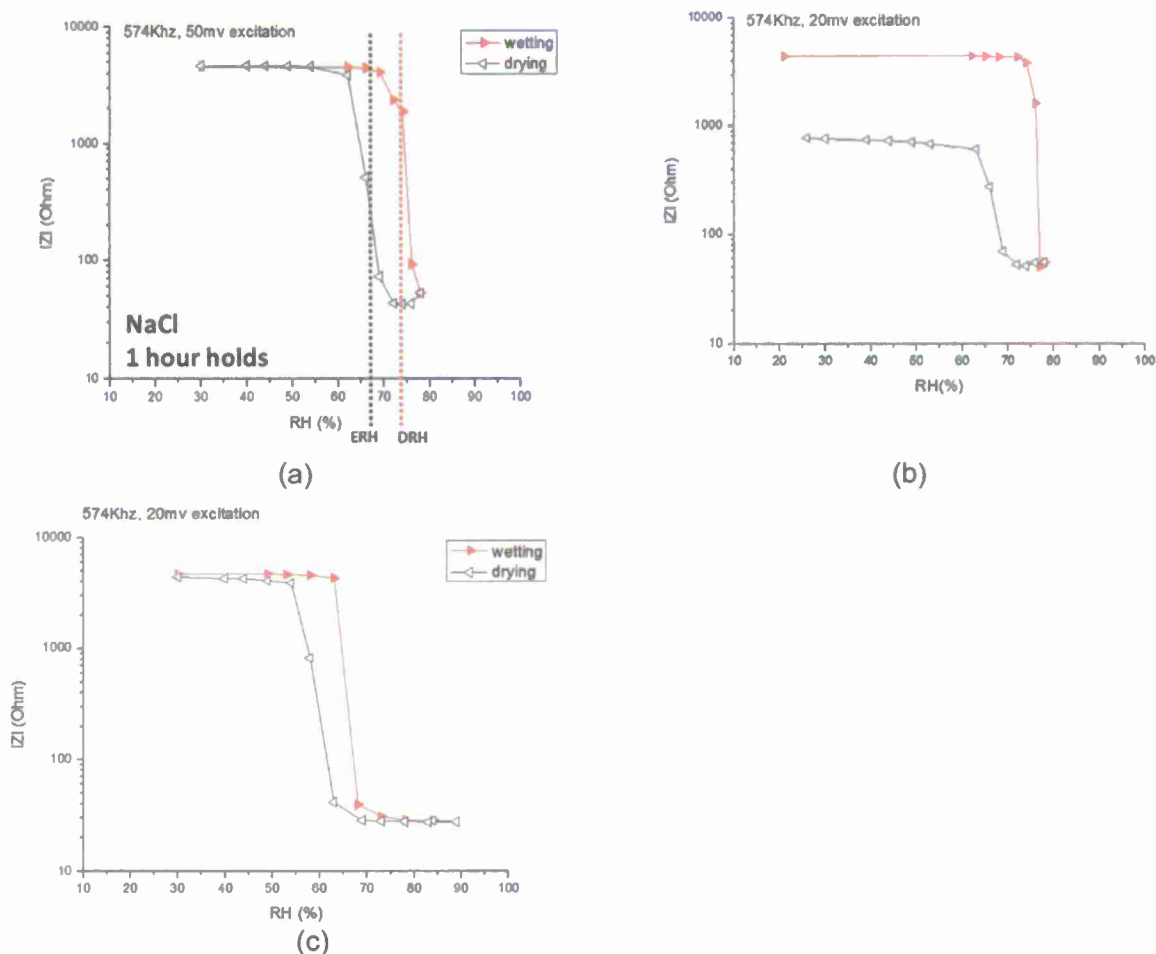 574Khz, 50mv excitation
wetting
drying
10000
1000
100
10
|Z| (Ohm)
NaCl
1 hour holds
10 20 30 40 50 60 70 80 90 100
RH (%)
ERH DRH
(a)
574Khz, 20mv excitation
wetting
drying
10000
1000
100
10
|Z| (Ohm)
10 20 30 40 50 60 70 80 90 100
RH(%)
(b)
574Khz, 20mv excitation
wetting
drying
10000
1000
100
10
|Z| (Ohm)
10 20 30 40 50 60 70 80 90 100
RH (%)
(c)